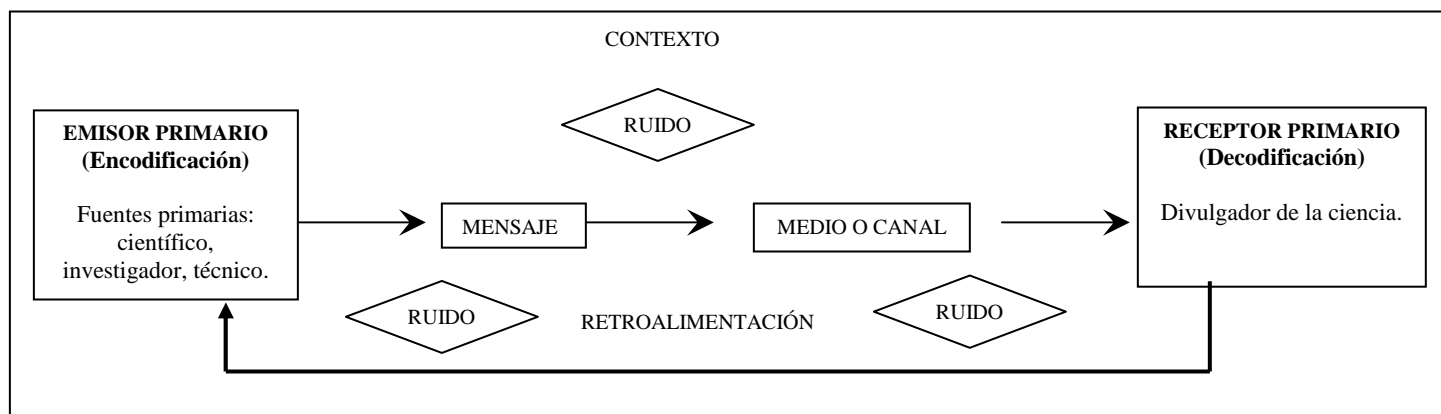 CONTEXTO
RUIDO
EMISOR PRIMARIO
(Encodificación)
Fuentes primarias:
científico,
investigador, técnico.
MENSAJE
MEDIO O CANAL
RECEPTOR PRIMARIO
(Decodificación)
Divulgador de la ciencia.
RUIDO
RETROALIMENTACIÓN
RUIDO